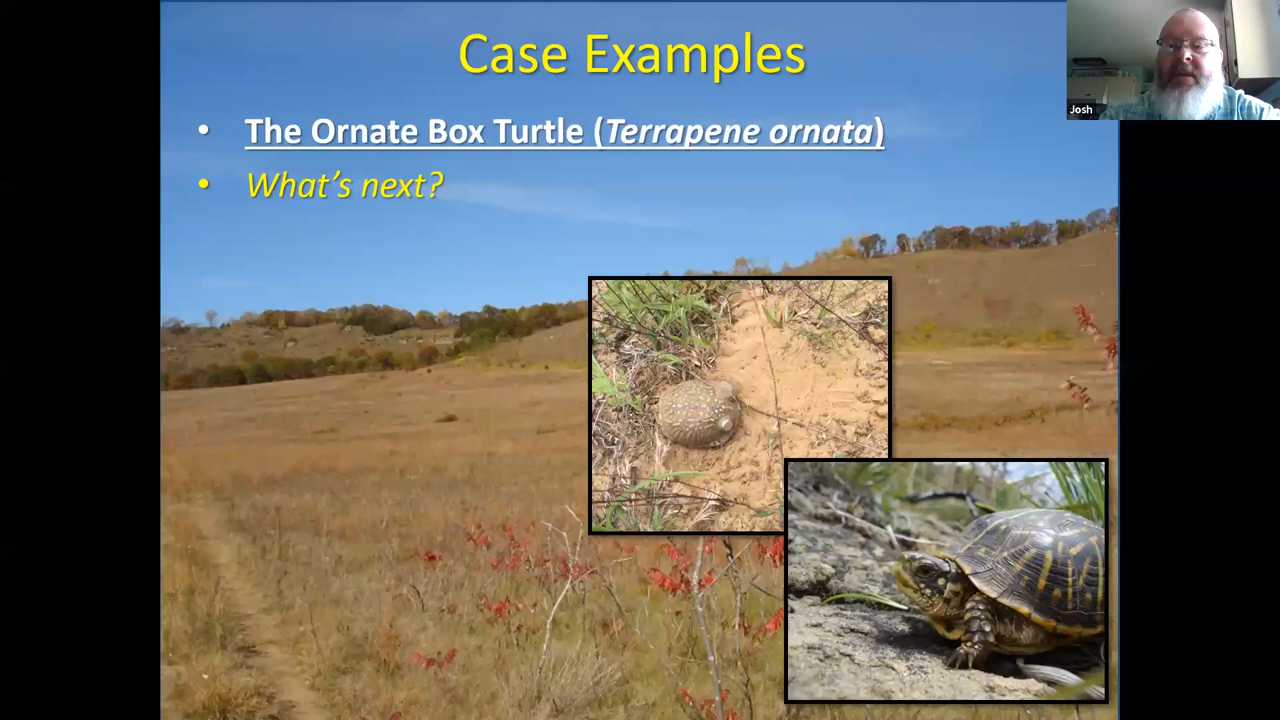 Case Examples
Josh
• The Ornate Box Turtle (Terrapene ornata)
• What's next?